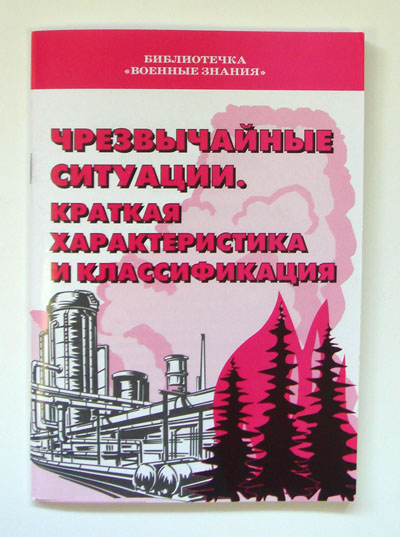 БИБЛИОТЕЧКА
«ВОЕННЫЕ ЗНАНИЯ»
ЧРЕЗВЫЧАЙНЫЕ
СИТУАЦИИ.
КРАТКАЯ
ХАРАКТЕРИСТИКА
И КЛАССИФИКАЦИЯ